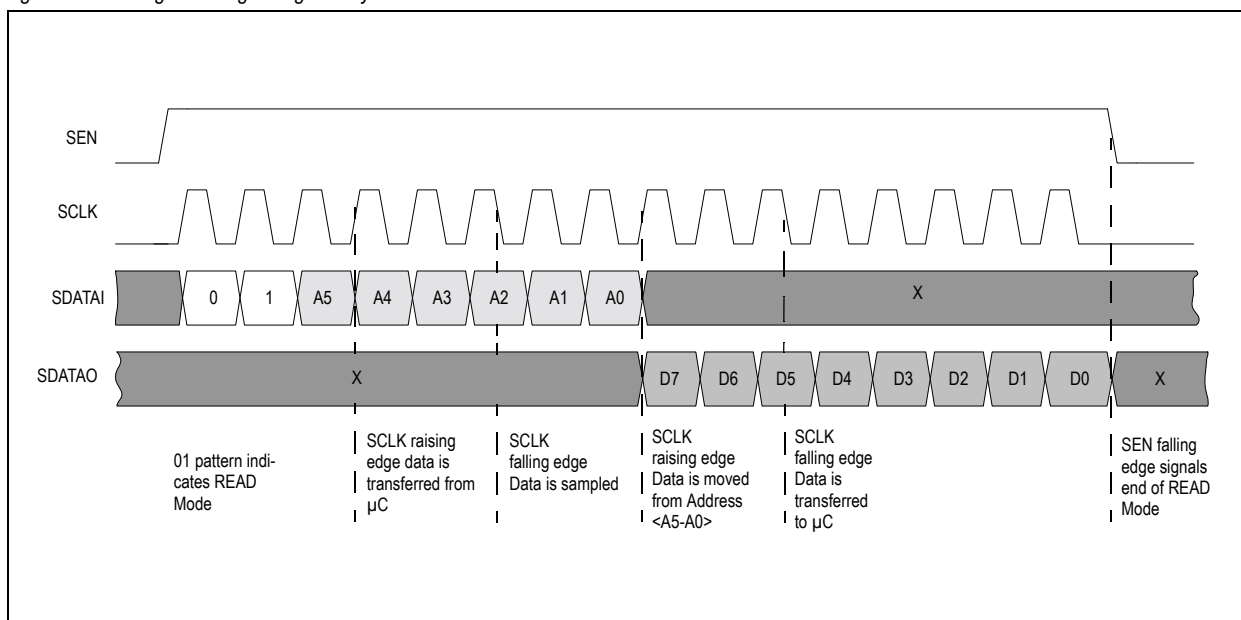 SEN
SCLK
SDATAI
0 1 A5 A4 A3 A2 A1 A0 X
SDATAO
X D7 D6 D5 D4 D3 D2 D1 D0 X
01 pattern indi-
cates READ
Mode
SCLK raising
edge data is
transferred from
µC
SCLK
falling edge
Data is sampled
SCLK
raising edge
Data is moved
from Address
<A5-A0>
SCLK
falling edge
Data is
transferred
to µC
SEN falling
edge signals
end of READ
Mode